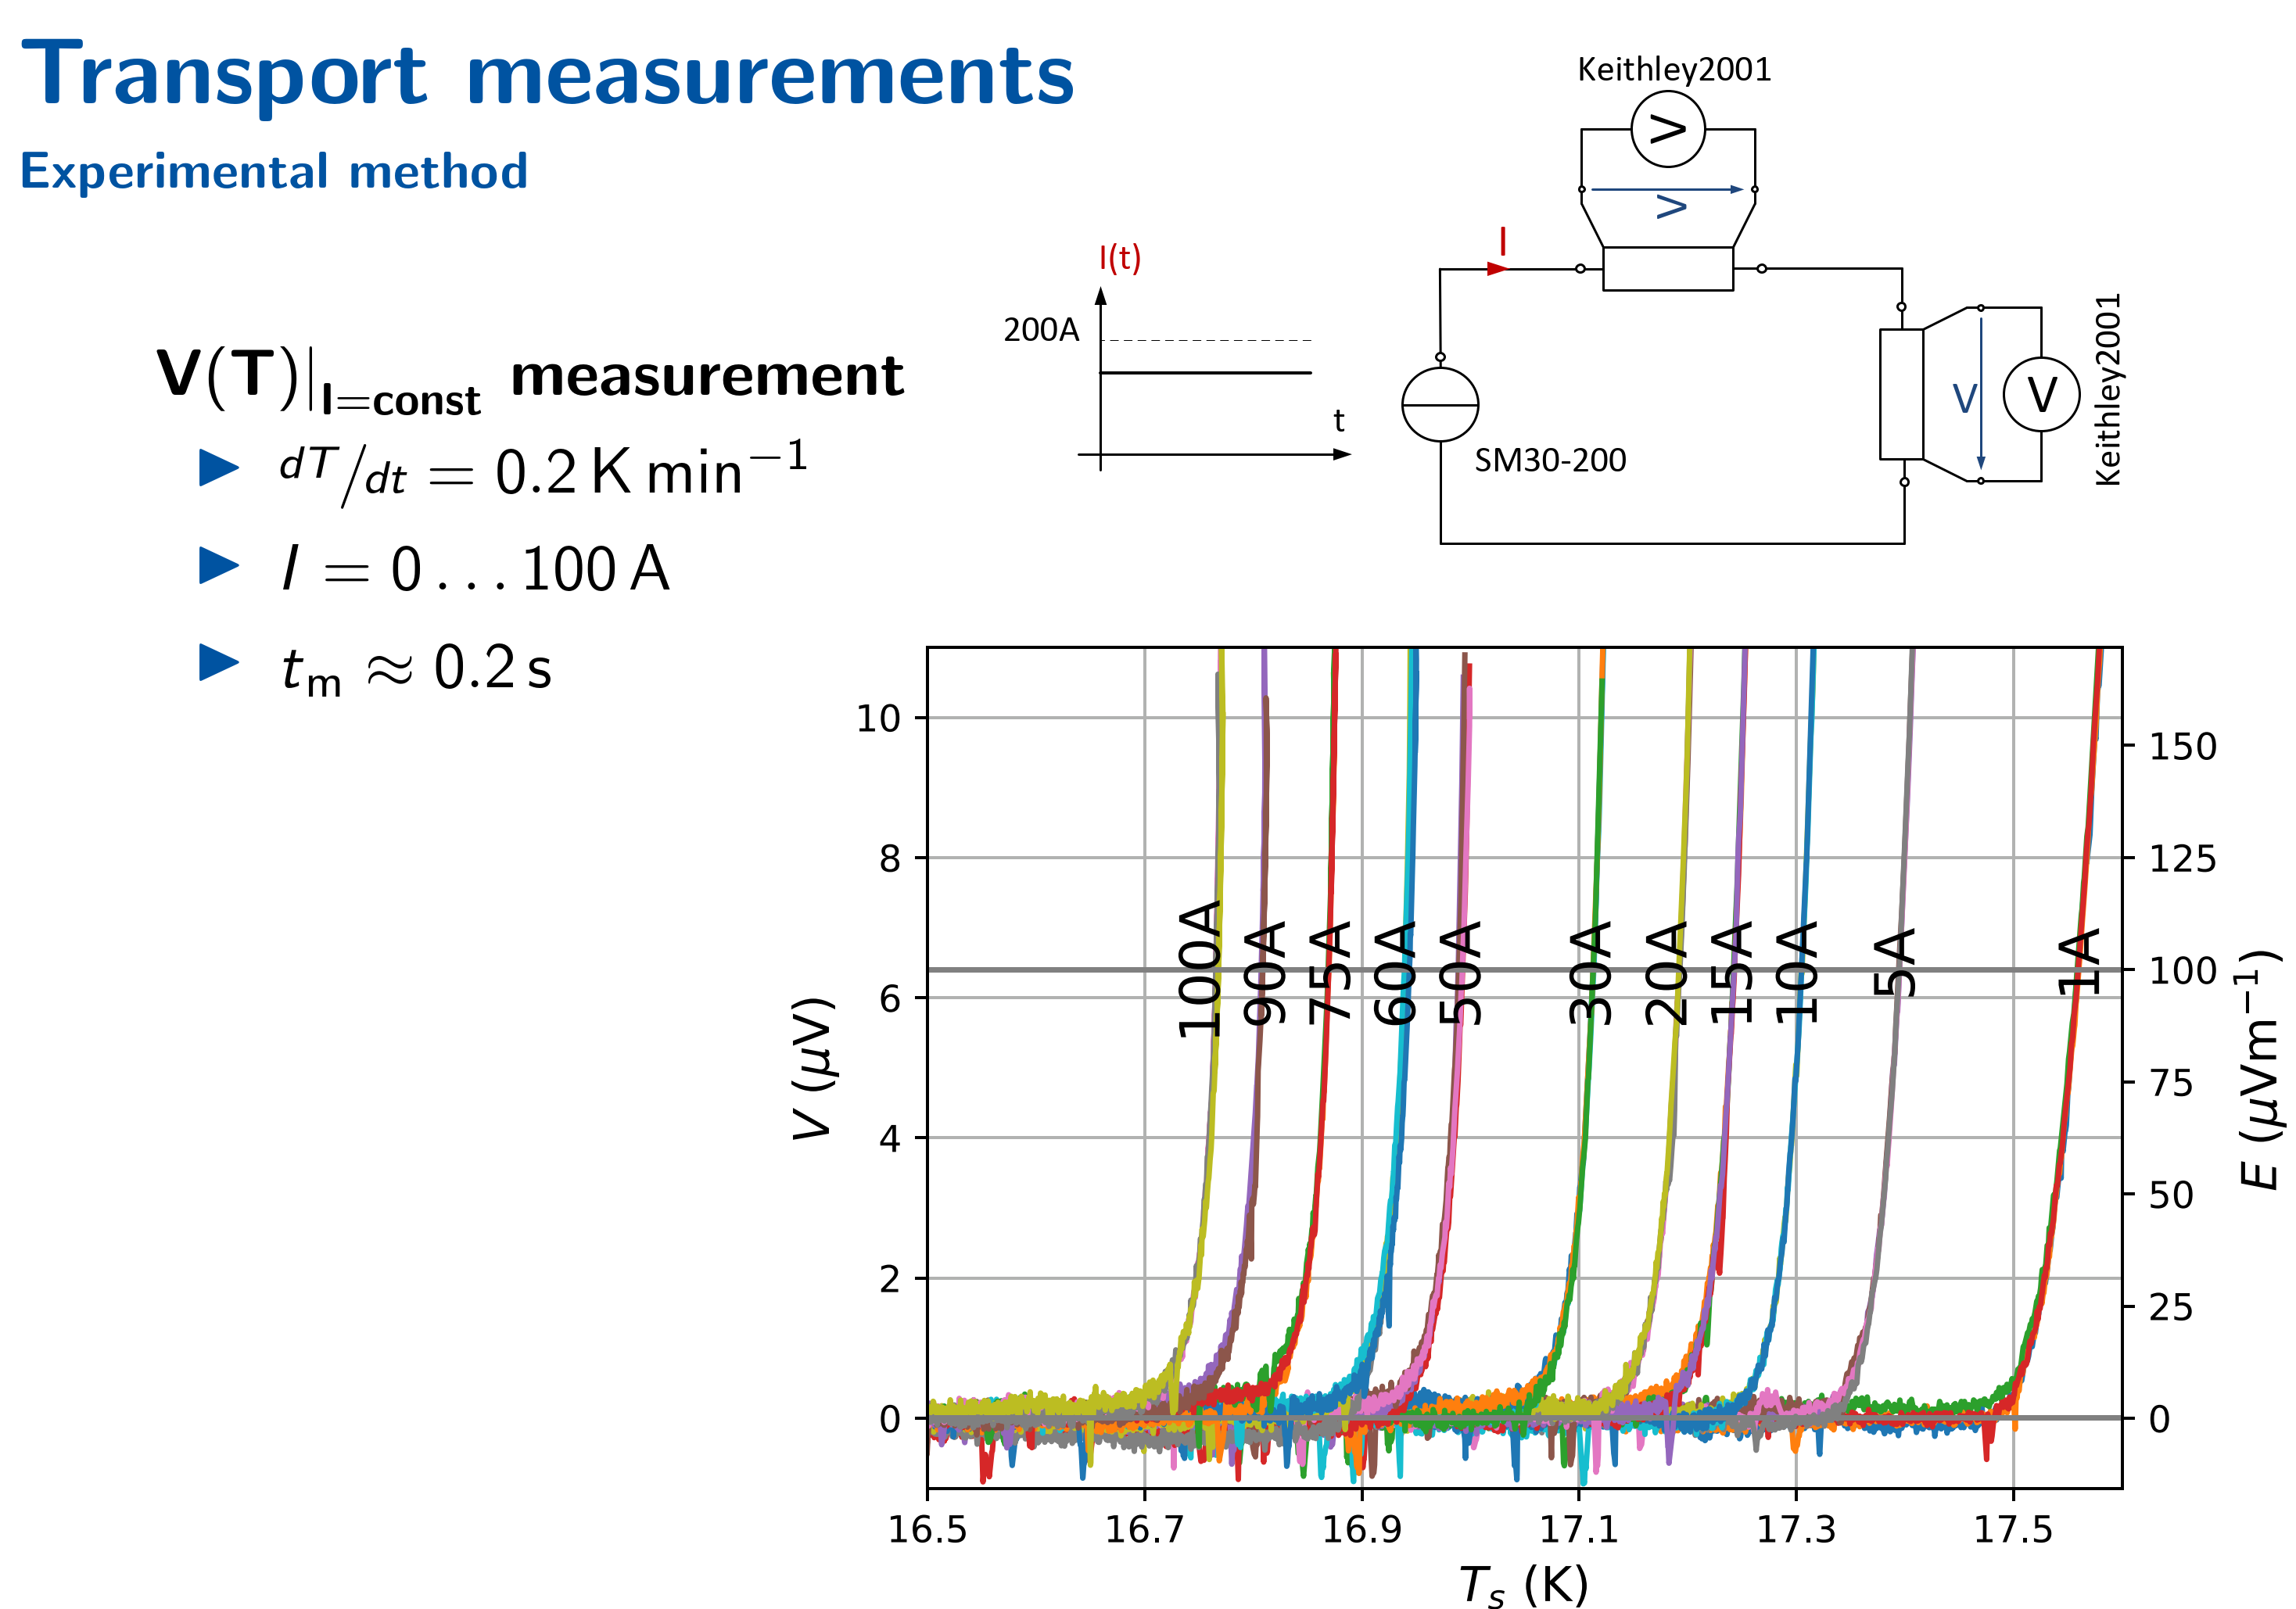 Transport measurements
Experimental method
V(T)|I=const measurement
▶ dT/dt = 0.2 K min⁻¹
▶ I = 0 . . . 100 A
▶ tm ≈ 0.2 s
I(t)
200A
t
Keithley2001
V
V
I
SM30-200
V
V
Keithley2001
10
8
6
4
2
0
V (μV)
100A
90A
75A
60A
50A
30A
20A
15A
10A
5A
1A
150
125
100
75
50
25
0
E (μVm⁻¹)
16.5 16.7 16.9 17.1 17.3 17.5
Ts (K)